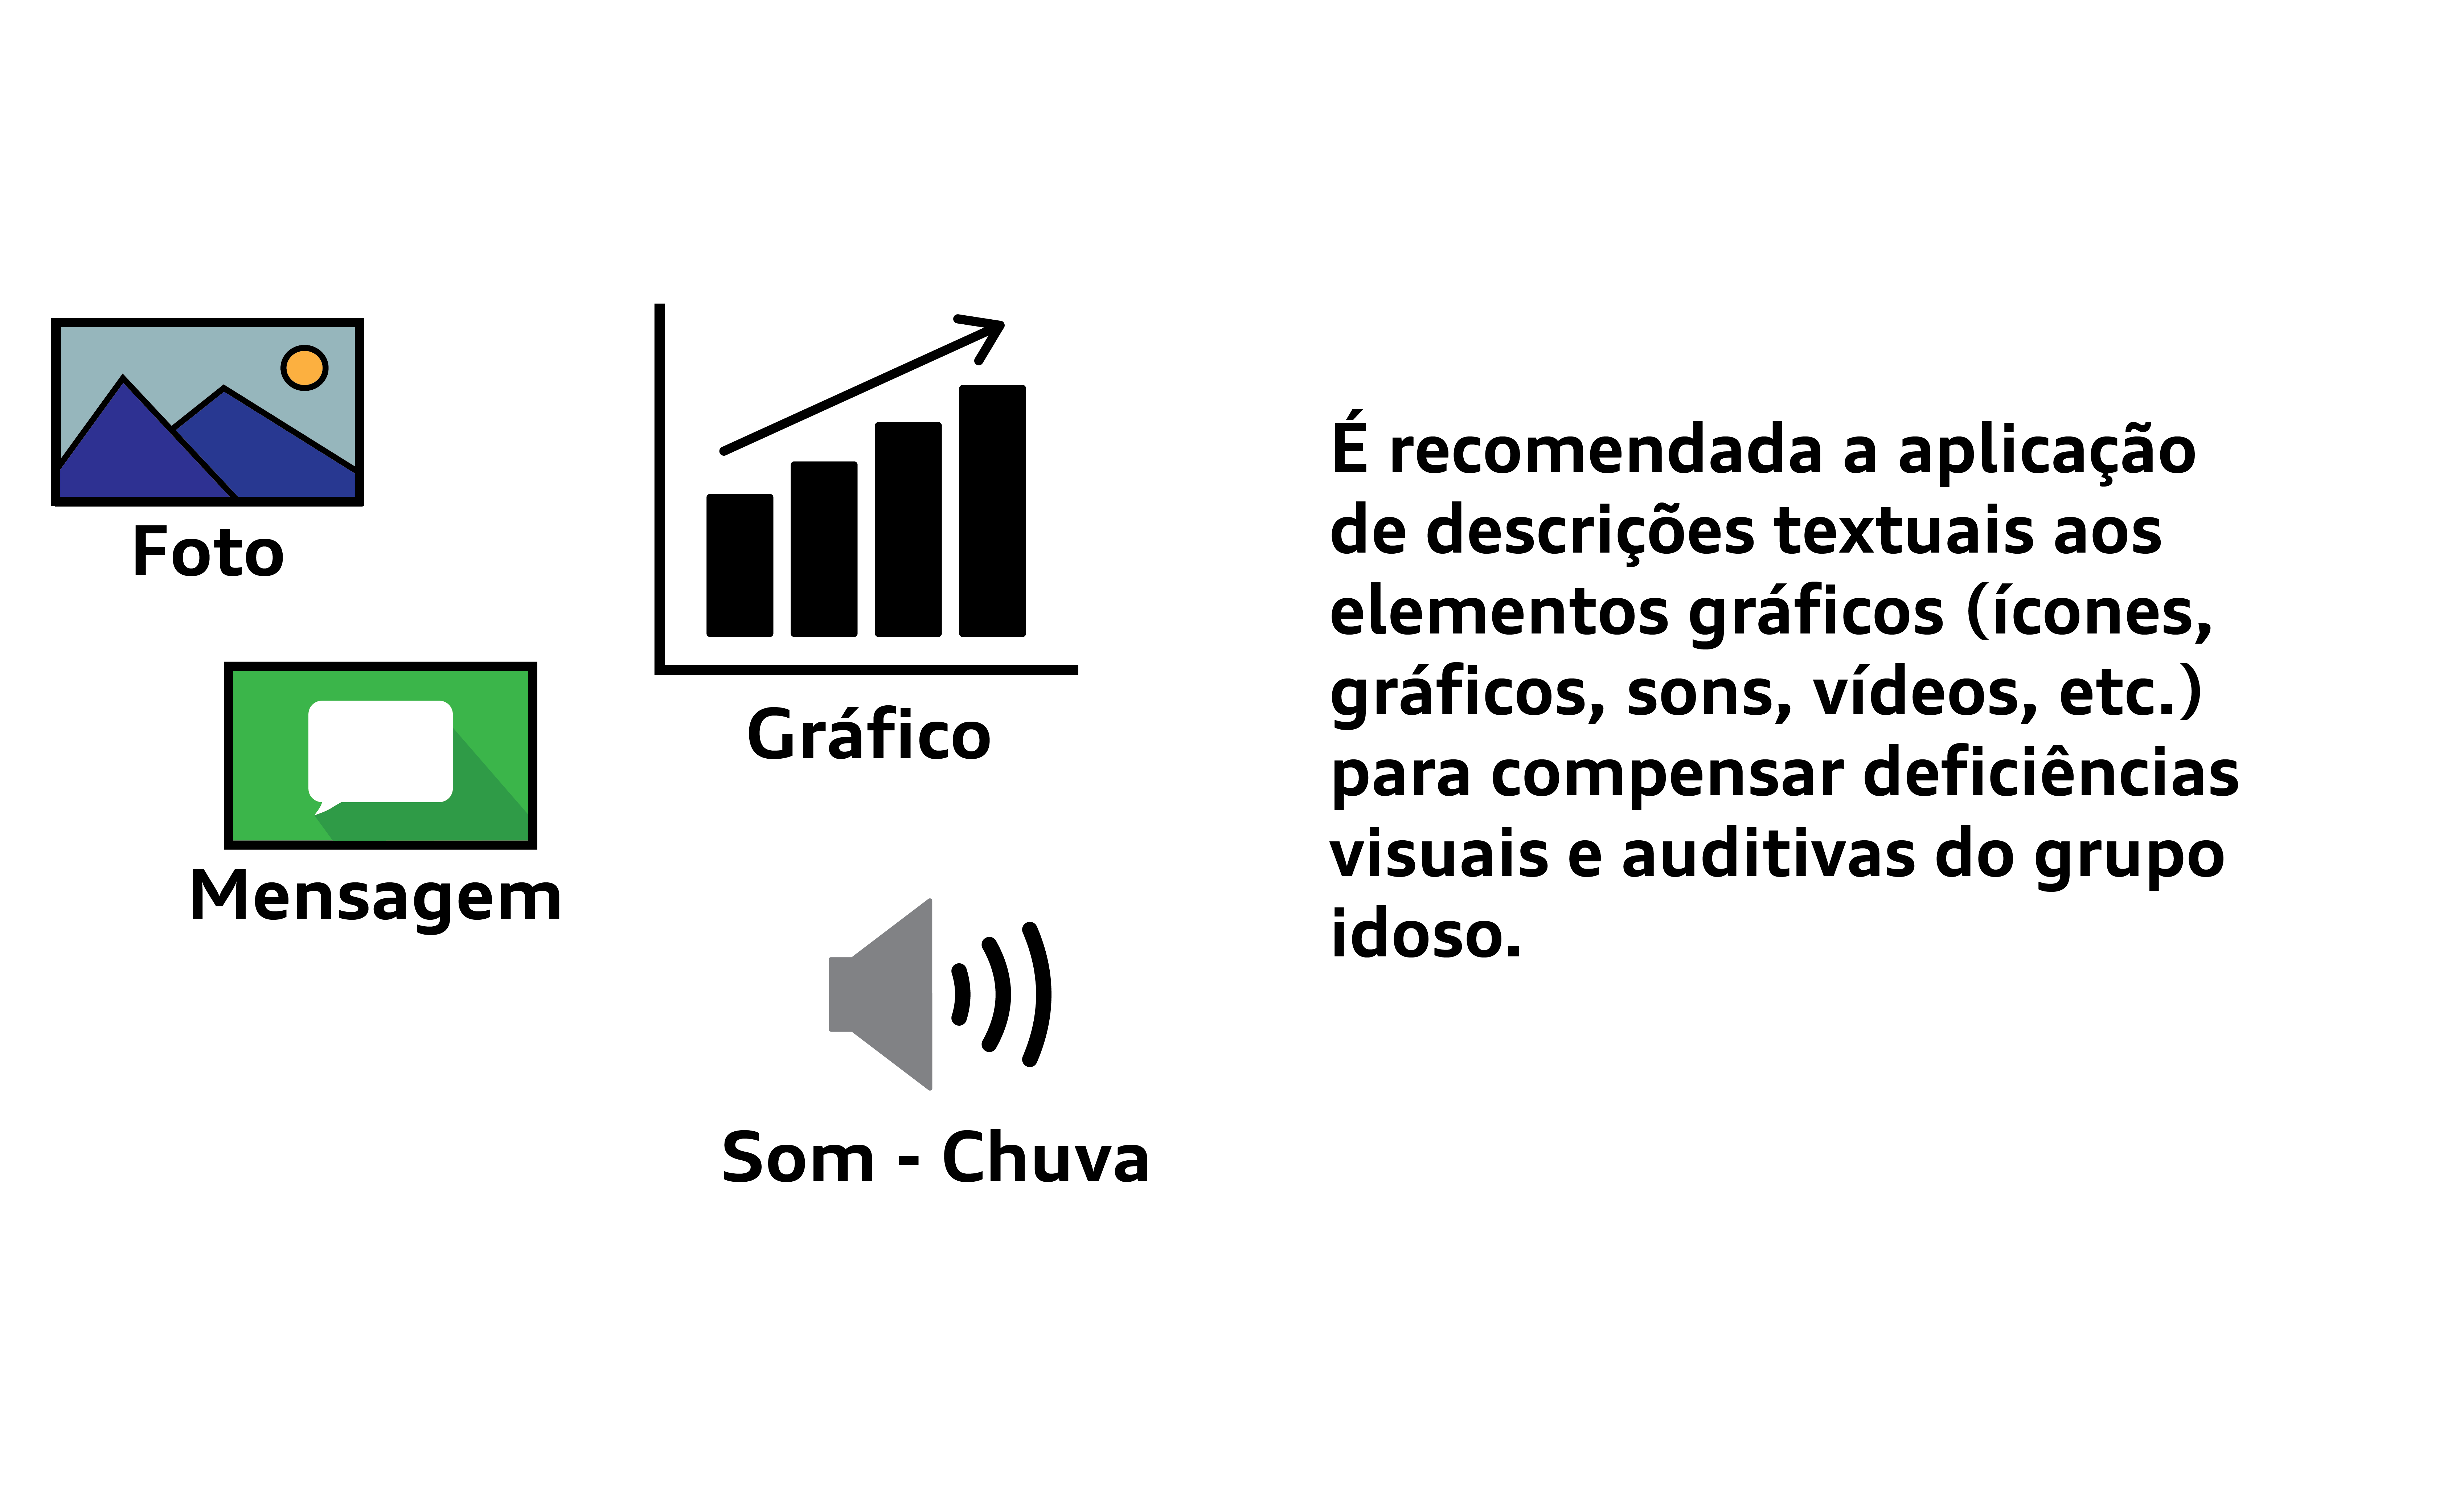 Foto
Mensagem
Gráfico
Som - Chuva
É recomendada a aplicação
de descrições textuais aos
elementos gráficos (ícones,
gráficos, sons, vídeos, etc.)
para compensar deficiências
visuais e auditivas do grupo
idoso.